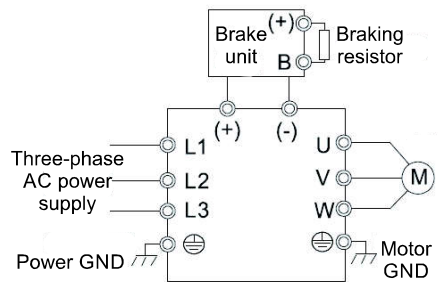 Brake
unit
(+)
B
Braking
resistor
(+)
(-)
Three-phase
AC power
supply
L1
L2
L3
U
V
W
M
Power GND
Motor
GND